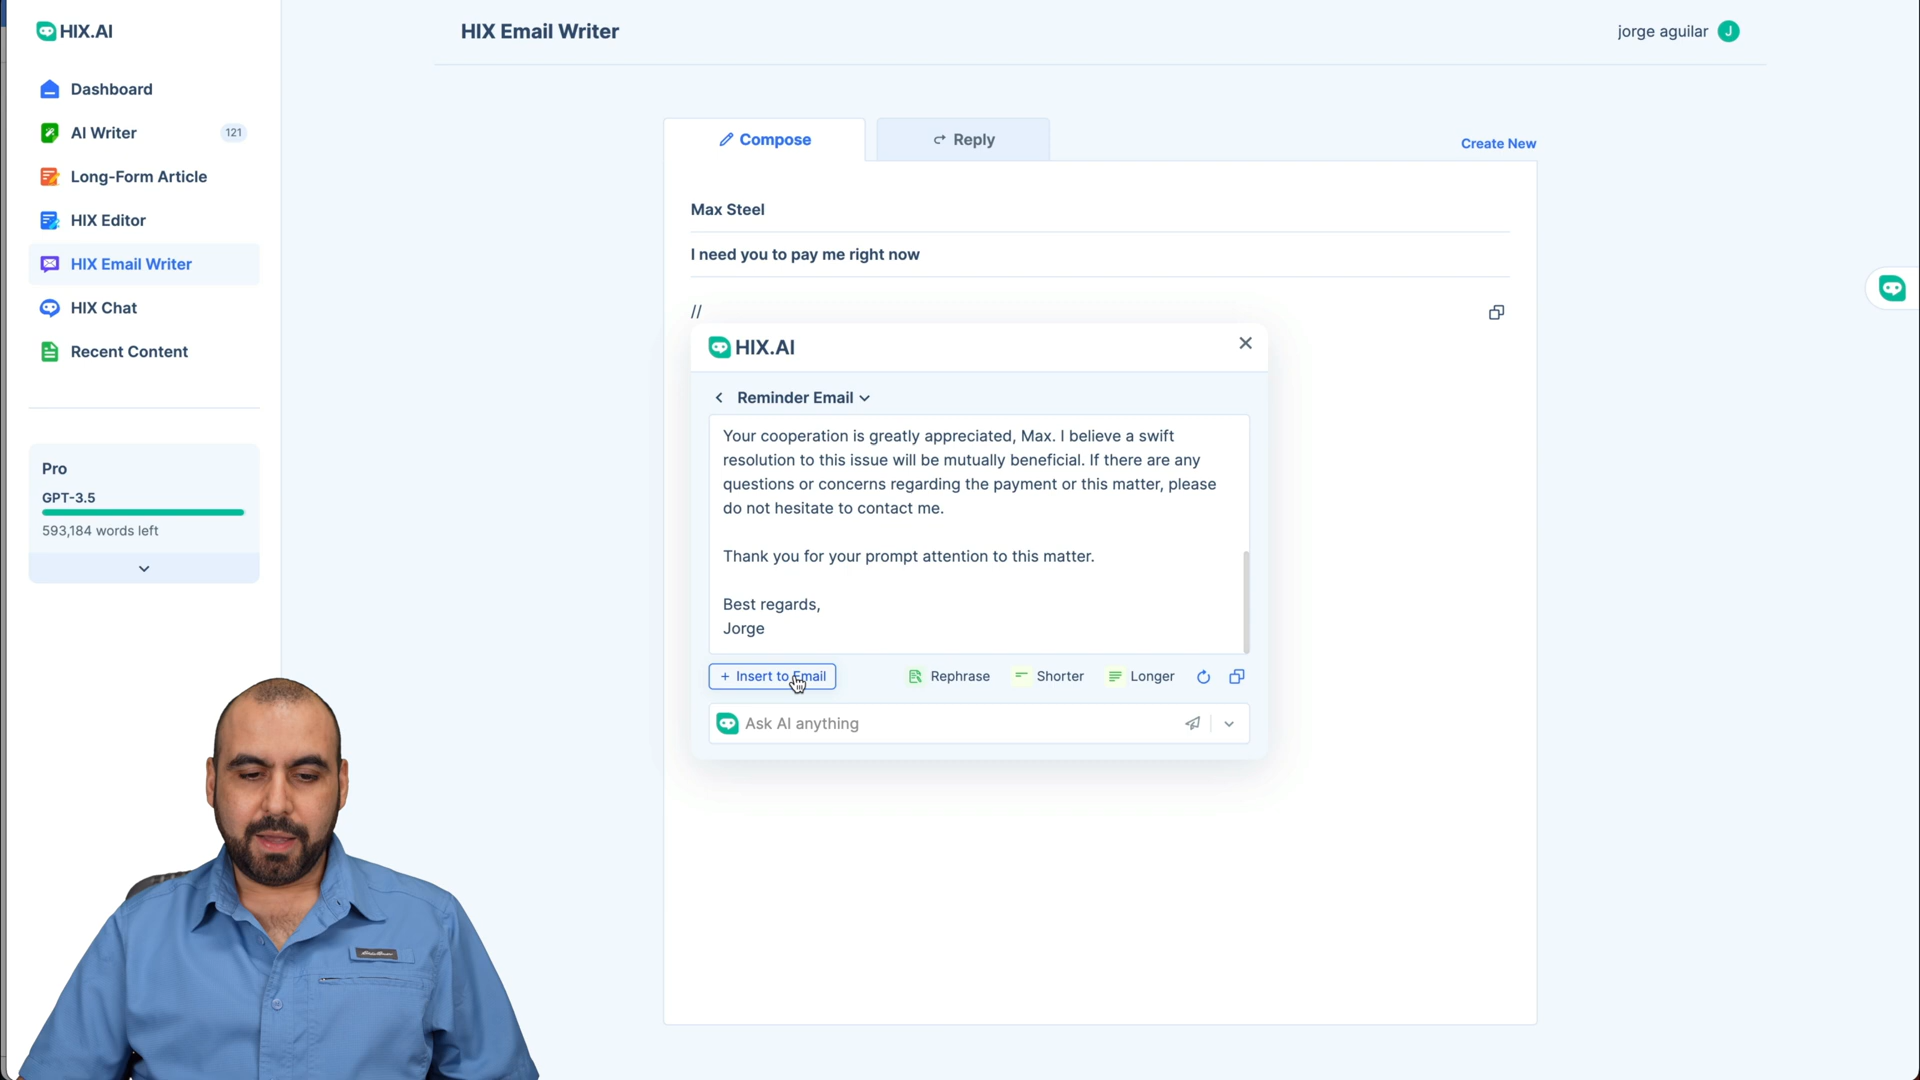 HIX.AI
HIX Email Writer
jorge aguilar
J
Dashboard
AI Writer
121
Long-Form Article
HIX Editor
HIX Email Writer
HIX Chat
Recent Content
Pro
GPT-3.5
593,184 words left
Compose
Reply
Create New
Max Steel
I need you to pay me right now
//
HIX.AI
Reminder Email
Your cooperation is greatly appreciated, Max. I believe a swift
resolution to this issue will be mutually beneficial. If there are any
questions or concerns regarding the payment or this matter, please
do not hesitate to contact me.
Thank you for your prompt attention to this matter.
Best regards,
Jorge
+ Insert to Email
Rephrase
Shorter
Longer
Ask AI anything